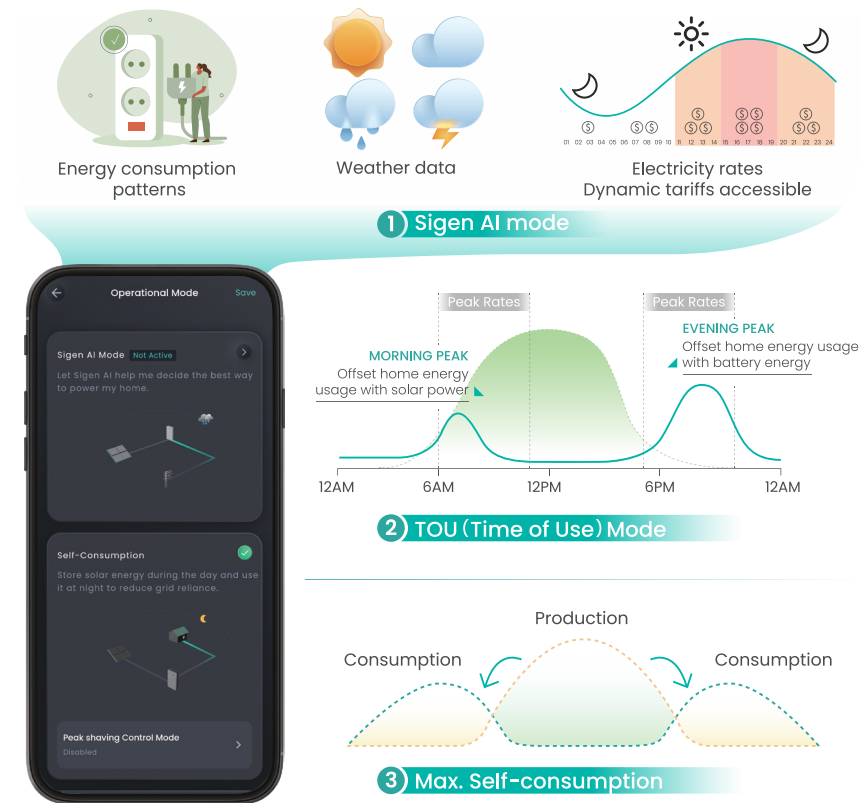 Energy consumption
patterns
Weather data
01 02 03 04 05 06 07 08 09 10 11 12 13 14 15 16 17 18 19 20 21 22 23 24
Electricity rates
Dynamic tariffs accessible
1 Sigen AI mode
Operational Mode
Save
Sigen AI Mode
Not Active
Let Sigen AI help me decide the best way
to power my home.
Self-Consumption
Store solar energy during the day and use
it at night to reduce grid reliance.
Peak shaving Control Mode
Disabled
Peak Rates
Peak Rates
MORNING PEAK
Offset home energy
usage with solar power
EVENING PEAK
Offset home energy usage
with battery energy
12AM 6AM 12PM 6PM 12AM
2 TOU (Time of Use) Mode
Production
Consumption
Consumption
3 Max. Self-consumption